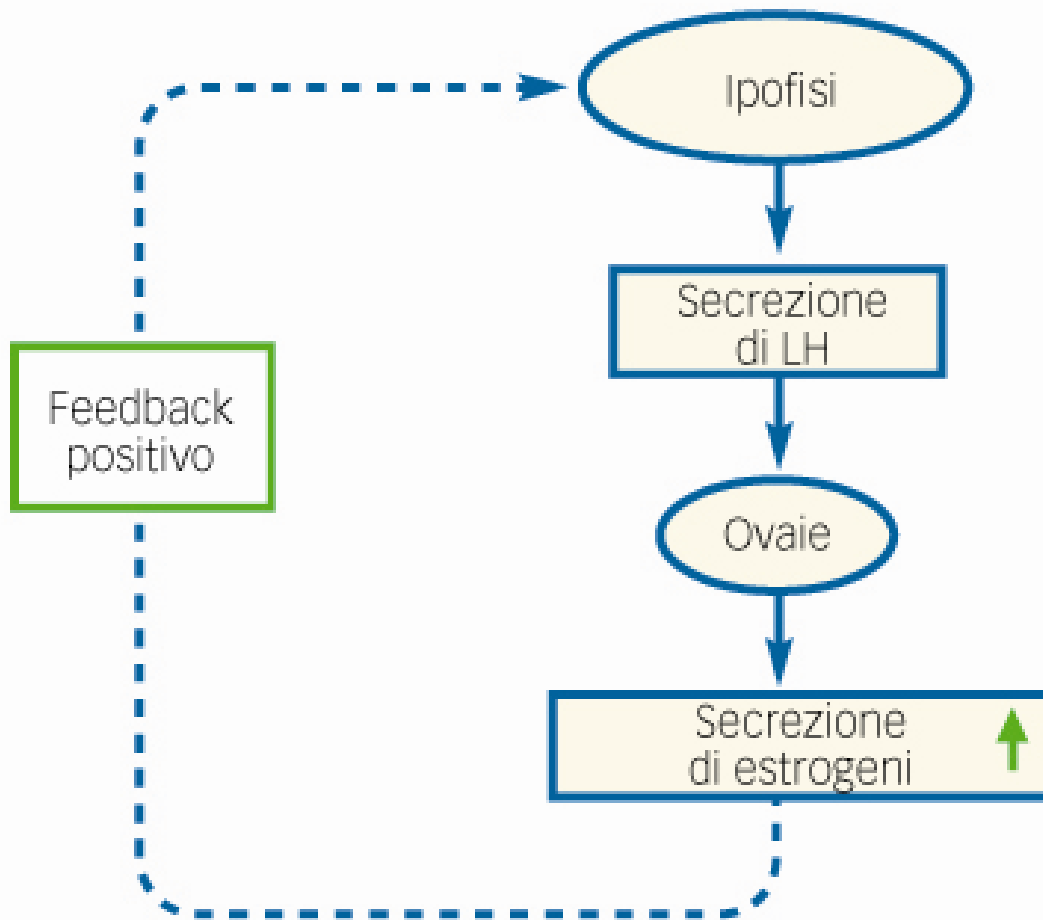 Ipofisi
Secrezione
di LH
Feedback
positivo
Ovaie
Secrezione
di estrogeni